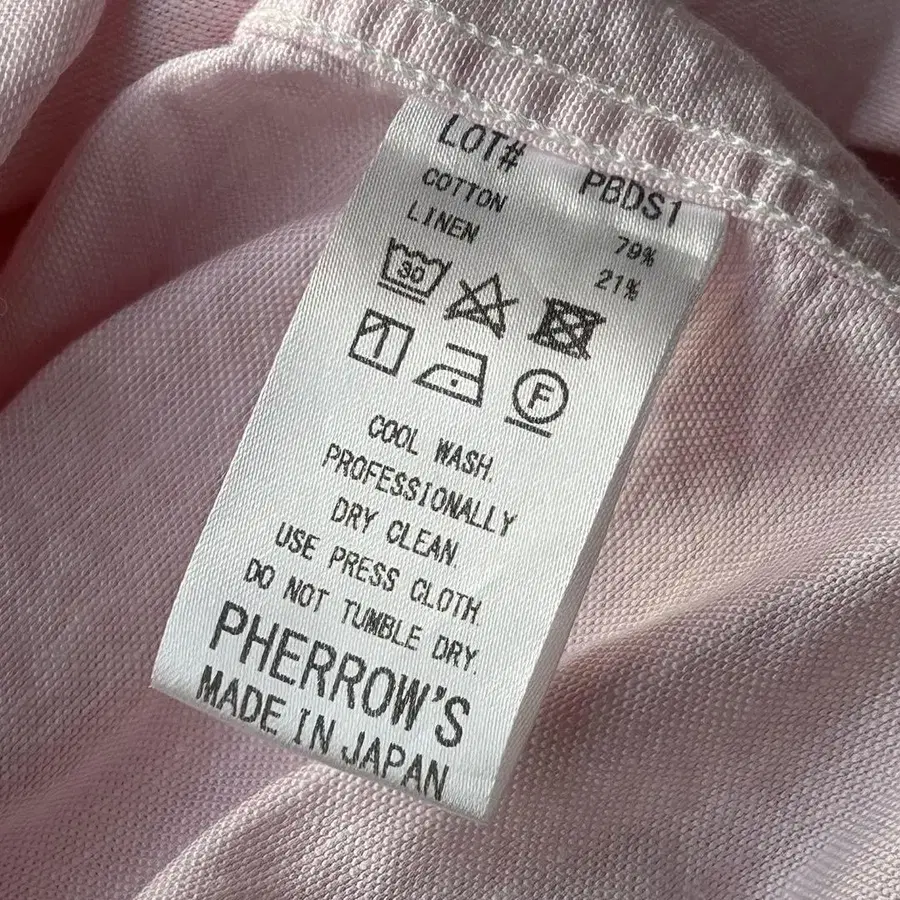 LOT# PBDS1
COTTON 79%
LINEN 21%
30
F
COOL WASH.
PROFESSIONALLY
DRY CLEAN.
USE PRESS CLOTH.
DO NOT TUMBLE DRY.
PHERROW'S
MADE IN JAPAN